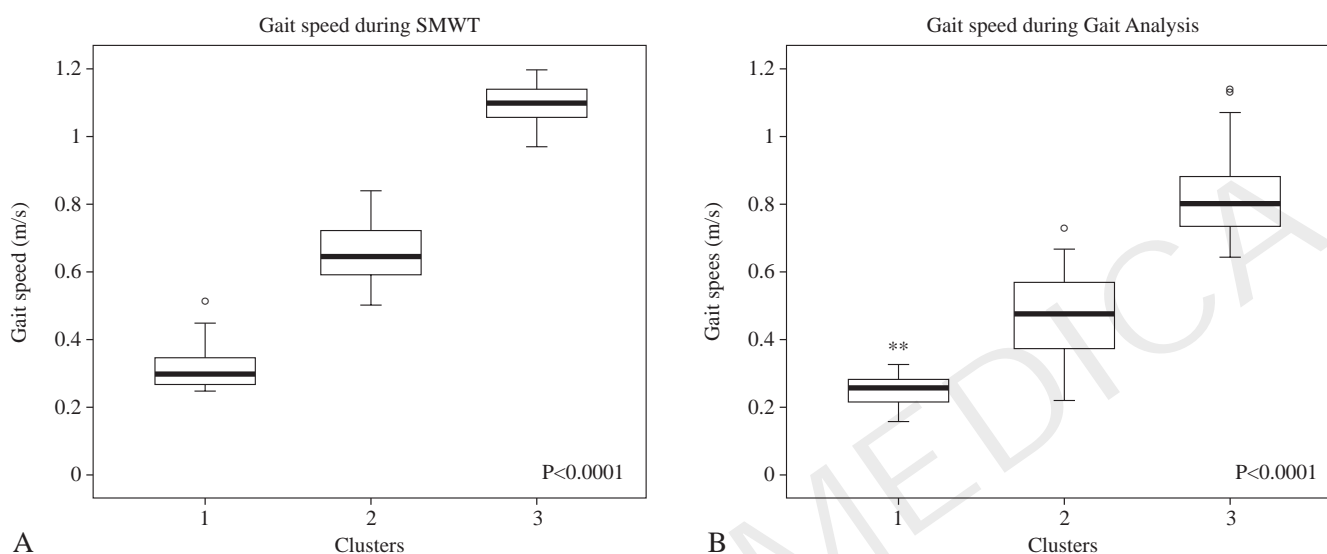 Gait speed during SMWT
1.2
1
0.8
0.6
0.4
0.2
0
Gait speed (m/s)
P<0.0001
1 2 3
Clusters
A
Gait speed during Gait Analysis
1.2
1
0.8
0.6
0.4
0.2
0
Gait spees (m/s)
**
P<0.0001
1 2 3
Clusters
B
MEDICA